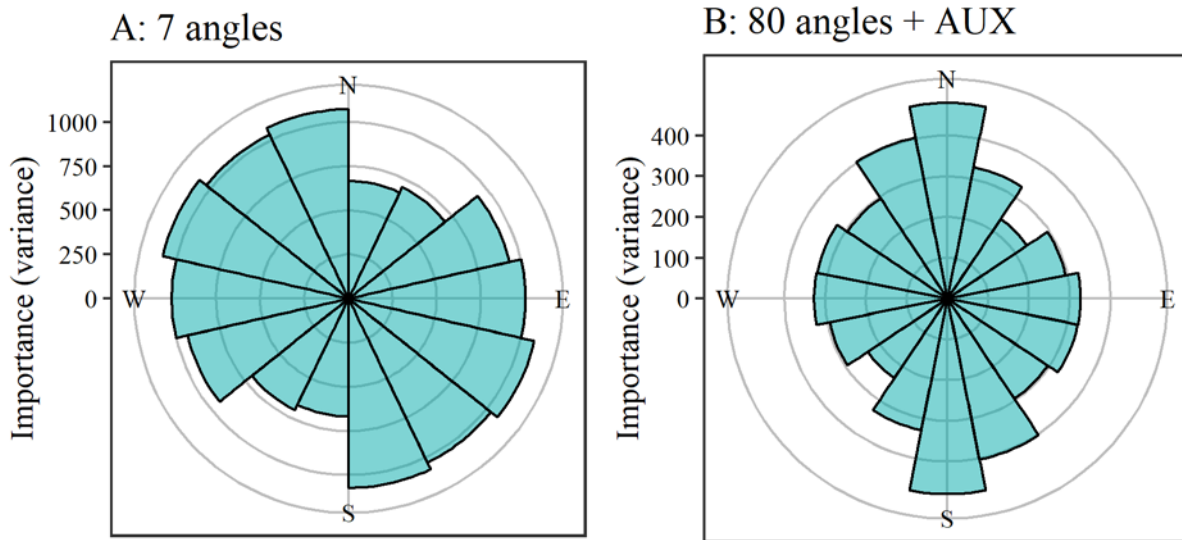 A: 7 angles
N
1000
750
500
250
0
W
E
S
Importance (variance)
B: 80 angles + AUX
N
400
300
200
100
0
W
E
S
Importance (variance)